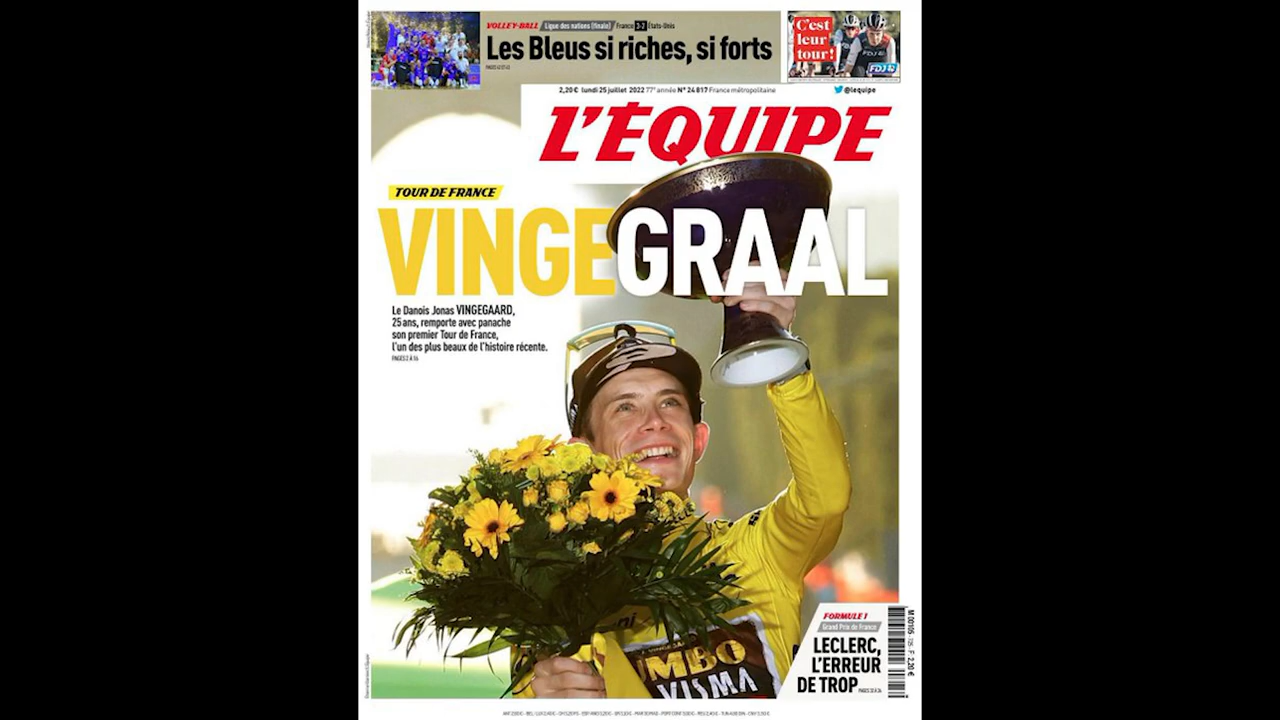 VOLLEY-BALL Ligue des nations (finale) France 3-2 États-Unis
Les Bleus si riches, si forts
C'est
leur
tour!
FDJ
2,20 € lundi 25 juillet 2022 77e année N° 24 817 France métropolitaine
@lequipe
L'ÉQUIPE
TOUR DE FRANCE
VINGEGRAAL
Le Danois Jonas VINGEGAARD,
25 ans, remporte avec panache
son premier Tour de France,
l'un des plus beaux de l'histoire récente.
PAGES 2 À 16
MBO
VISMA
FORMULE 1
Grand Prix de France
LECLERC,
L'ERREUR
DE TROP